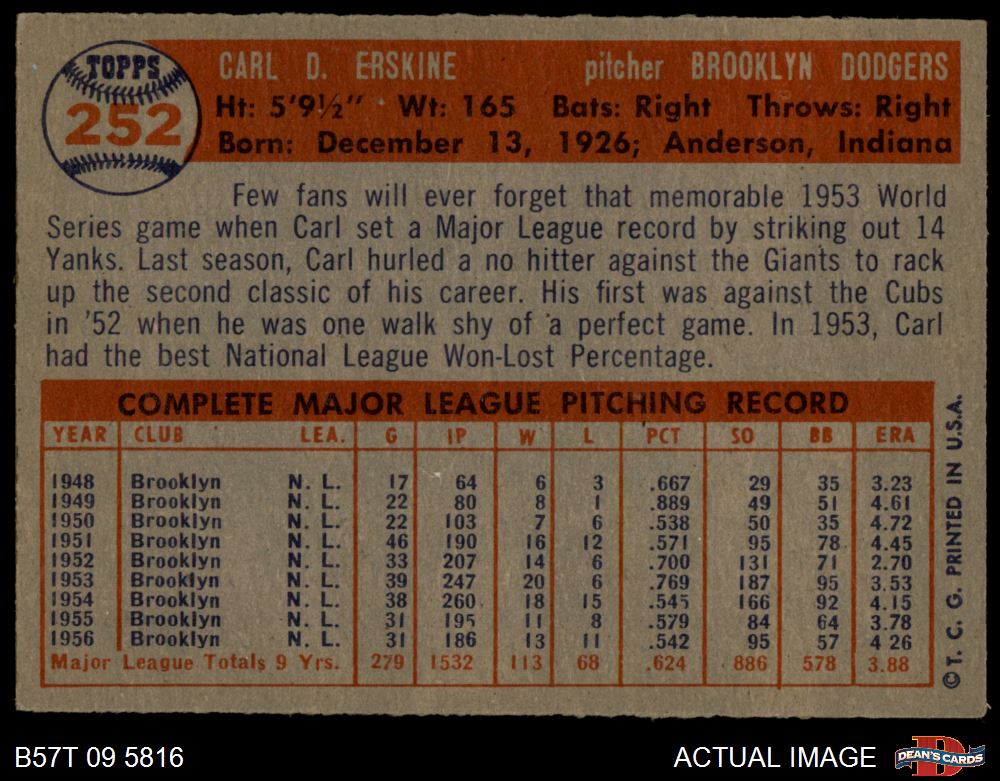 TOPPS
252
CARL D. ERSKINE pitcher BROOKLYN DODGERS
Ht: 5'9½" Wt: 165 Bats: Right Throws: Right
Born: December 13, 1926; Anderson, Indiana
Few fans will ever forget that memorable 1953 World
Series game when Carl set a Major League record by striking out 14
Yanks. Last season, Carl hurled a no hitter against the Giants to rack
up the second classic of his career. His first was against the Cubs
in '52 when he was one walk shy of a perfect game. In 1953, Carl
had the best National League Won-Lost Percentage.
COMPLETE MAJOR LEAGUE PITCHING RECORD
YEAR CLUB LEA. G IP W L PCT SO BB ERA
1948 Brooklyn N. L. 17 64 6 3 .667 29 35 3.23
1949 Brooklyn N. L. 22 80 8 1 .889 49 51 4.61
1950 Brooklyn N. L. 22 103 7 6 .538 50 35 4.72
1951 Brooklyn N. L. 46 190 16 12 .571 95 78 4.45
1952 Brooklyn N. L. 33 207 14 6 .700 131 71 2.70
1953 Brooklyn N. L. 39 247 20 6 .769 187 95 3.53
1954 Brooklyn N. L. 38 260 18 15 .545 166 92 4.15
1955 Brooklyn N. L. 31 195 11 8 .579 84 64 3.78
1956 Brooklyn N. L. 31 186 13 11 .542 95 57 4 26
Major League Totals 9 Yrs. 279 1532 113 68 .624 886 578 3.88
© T. C. G. PRINTED IN U.S.A.
B57T 09 5816 ACTUAL IMAGE
D
DEAN'S CARDS